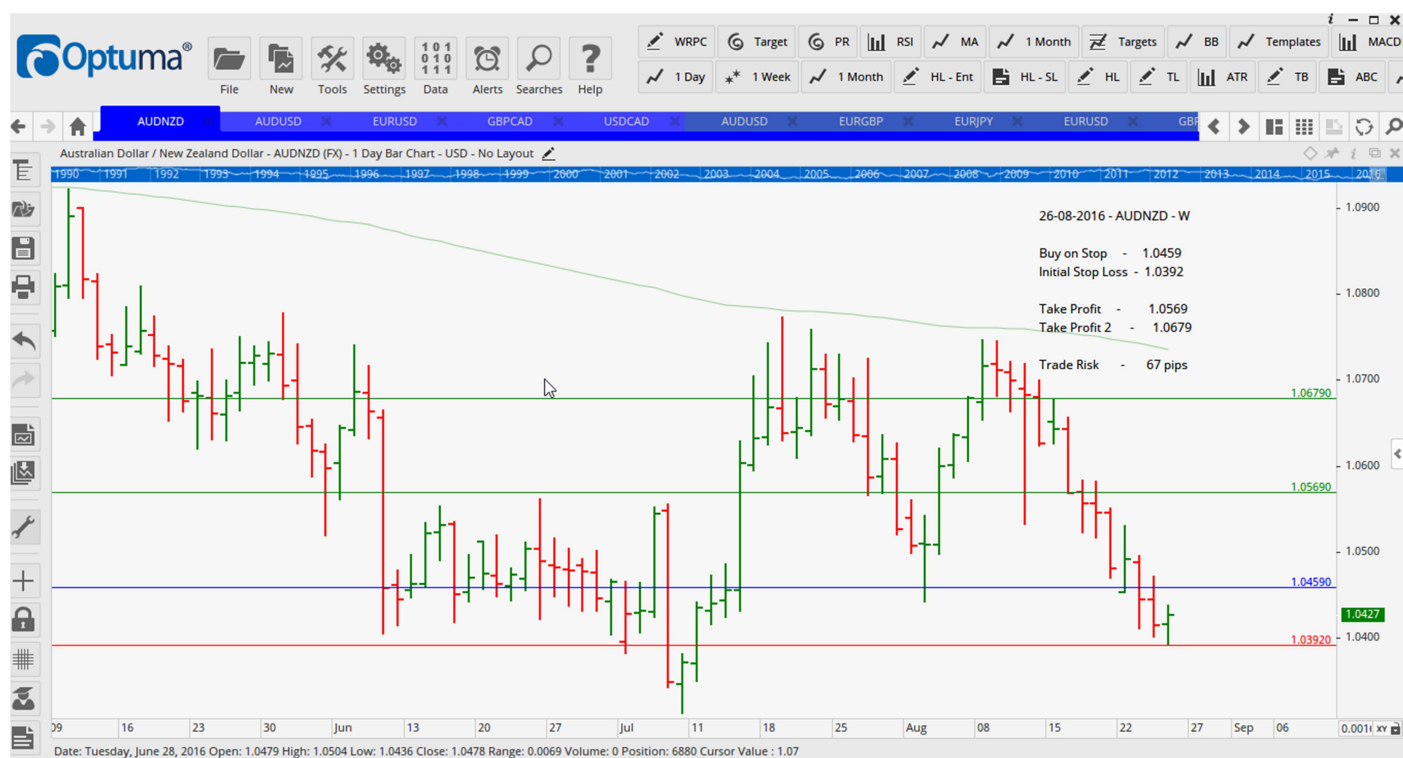 i
Optuma®
File New Tools Settings Data Alerts Searches Help
WRPC Target PR RSI MA 1 Month Targets BB Templates MACD
1 Day 1 Week 1 Month HL - Ent HL - SL HL TL ATR TB ABC
AUDNZD AUDUSD EURUSD GBPCAD USDCAD AUDUSD EURGBP EURJPY EURUSD GBP
Australian Dollar / New Zealand Dollar - AUDNZD (FX) - 1 Day Bar Chart - USD - No Layout
1990 1991 1992 1993 1994 1995 1996 1997 1998 1999 2000 2001 2002 2003 2004 2005 2006 2007 2008 2009 2010 2011 2012 2013 2014 2015
26-08-2016 - AUDNZD - W
Buy on Stop - 1.0459
Initial Stop Loss - 1.0392
Take Profit - 1.0569
Take Profit 2 - 1.0679
Trade Risk - 67 pips
1.0900
1.0800
1.0700
1.06790
1.0600
1.05690
1.0500
1.04590
1.0427
1.0400
1.03920
09 16 23 30 Jun 13 20 27 Jul 11 18 25 Aug 08 15 22 27 Sep 06
XY
Date: Tuesday, June 28, 2016 Open: 1.0479 High: 1.0504 Low: 1.0436 Close: 1.0478 Range: 0.0069 Volume: 0 Position: 6880 Cursor Value : 1.07